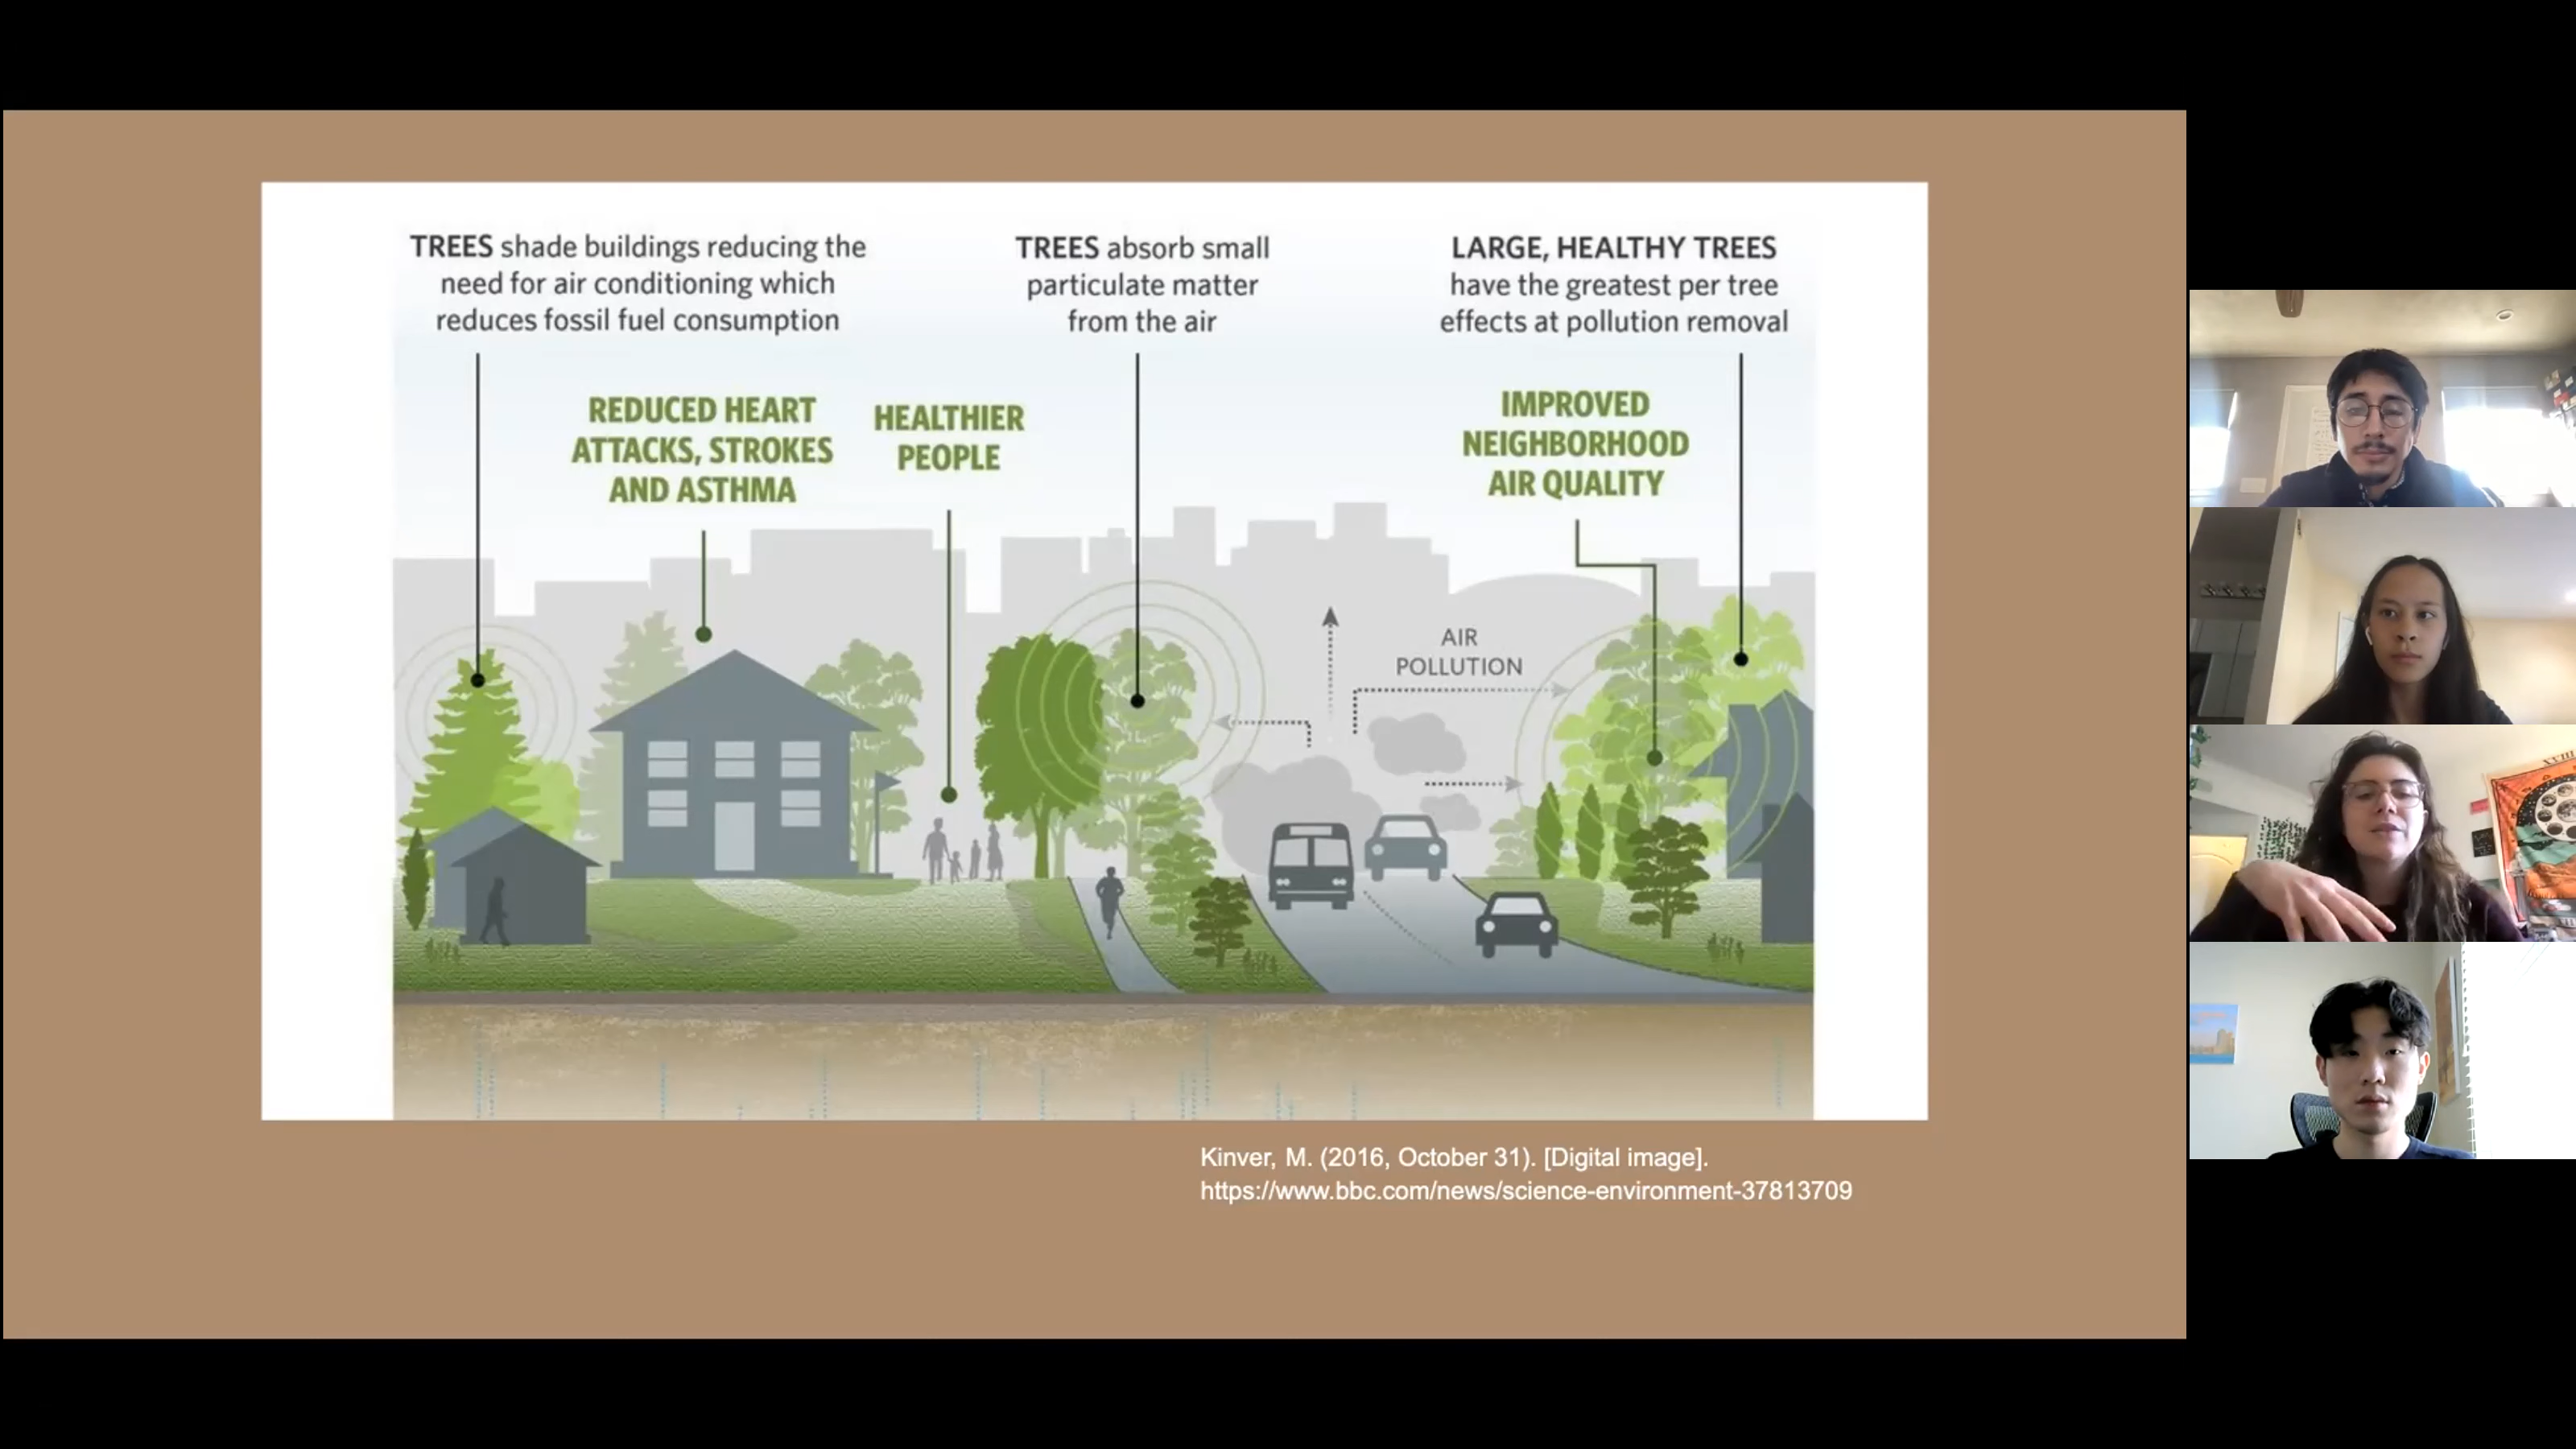 TREES shade buildings reducing the
need for air conditioning which
reduces fossil fuel consumption
TREES absorb small
particulate matter
from the air
LARGE, HEALTHY TREES
have the greatest per tree
effects at pollution removal
REDUCED HEART
ATTACKS, STROKES
AND ASTHMA
HEALTHIER
PEOPLE
IMPROVED
NEIGHBORHOOD
AIR QUALITY
AIR
POLLUTION
Kinver, M. (2016, October 31). [Digital image].
https://www.bbc.com/news/science-environment-37813709